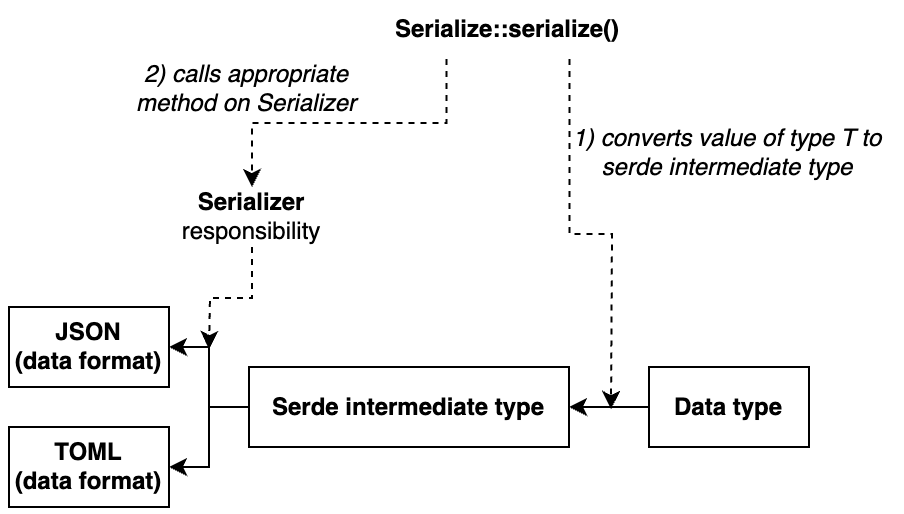 Serialize::serialize()
2) calls appropriate
method on Serializer
1) converts value of type T to
serde intermediate type
Serializer
responsibility
JSON
(data format)
Serde intermediate type
Data type
TOML
(data format)